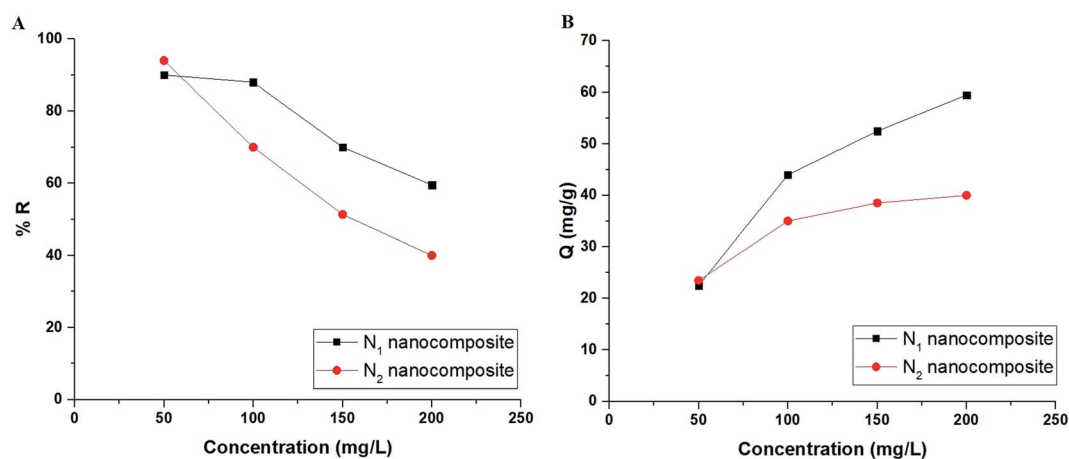 A
100
80
60
40
20
0
% R
0 50 100 150 200 250
Concentration (mg/L)
N1 nanocomposite
N2 nanocomposite
B
70
60
50
40
30
20
10
0
Q (mg/g)
0 50 100 150 200 250
Concentration (mg/L)
N1 nanocomposite
N2 nanocomposite